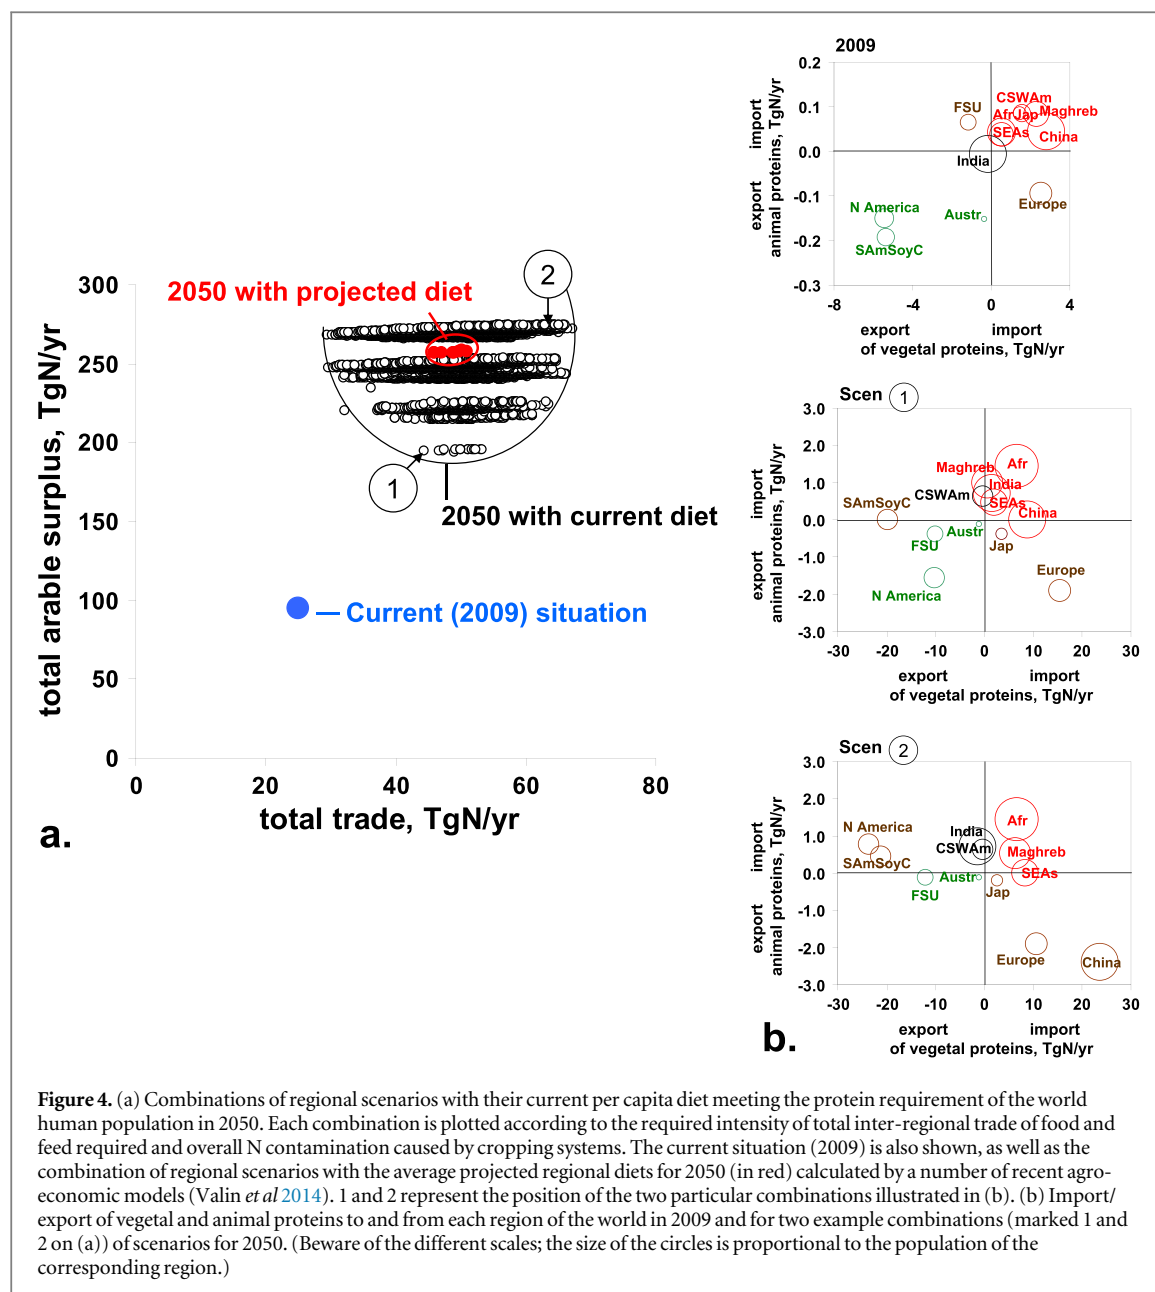 2009
0.2
0.1
0.0
-0.1
-0.2
-0.3
-8
-4
0
4
import
export
animal proteins, TgN/yr
FSU
CSWAm
Afr
Jap
Maghreb
SEAs
China
India
Europe
N America
Austr
SAmSoyC
export
import
of vegetal proteins, TgN/yr
300
250
200
150
100
50
0
0
20
40
60
80
total arable surplus, TgN/yr
total trade, TgN/yr
2050 with projected diet
2
1
2050 with current diet
Current (2009) situation
a.
Scen 1
3.0
2.0
1.0
0.0
-1.0
-2.0
-3.0
-30
-20
-10
0
10
20
30
import
export
animal proteins, TgN/yr
Maghreb
Afr
India
CSWAm
SEAs
SAmSoyC
China
Austr
FSU
Jap
Europe
N America
export
import
of vegetal proteins, TgN/yr
Scen 2
3.0
2.0
1.0
0.0
-1.0
-2.0
-3.0
-30
-20
-10
0
10
20
30
import
export
animal proteins, TgN/yr
N America
India
Afr
CSWAm
Maghreb
SAmSoyC
SEAs
Austr
FSU
Jap
Europe
China
export
import
of vegetal proteins, TgN/yr
b.
Figure 4. (a) Combinations of regional scenarios with their current per capita diet meeting the protein requirement of the world
human population in 2050. Each combination is plotted according to the required intensity of total inter-regional trade of food and
feed required and overall N contamination caused by cropping systems. The current situation (2009) is also shown, as well as the
combination of regional scenarios with the average projected regional diets for 2050 (in red) calculated by a number of recent agro-
economic models (Valin et al 2014). 1 and 2 represent the position of the two particular combinations illustrated in (b). (b) Import/
export of vegetal and animal proteins to and from each region of the world in 2009 and for two example combinations (marked 1 and
2 on (a)) of scenarios for 2050. (Beware of the different scales; the size of the circles is proportional to the population of the
corresponding region.)